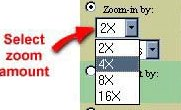 Zoom-in by:
Select
zoom
amount
2X
2X
4X
8X
16X